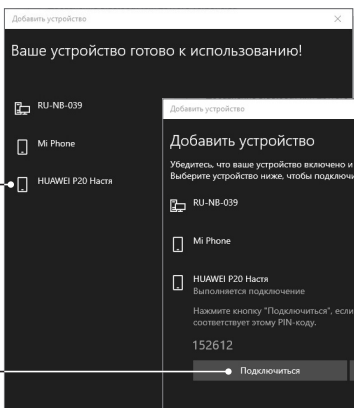 Добавить устройство
Ваше устройство готово к использованию!
RU-NB-039
Mi Phone
HUAWEI P20 Настя
Добавить устройство
Добавить устройство
Убедитесь, что ваше устройство включено и
Выберите устройство ниже, чтобы подключи
RU-NB-039
Mi Phone
HUAWEI P20 Настя
Выполняется подключение
Нажмите кнопку "Подключиться", если
соответствует этому PIN-коду.
152612
Подключиться